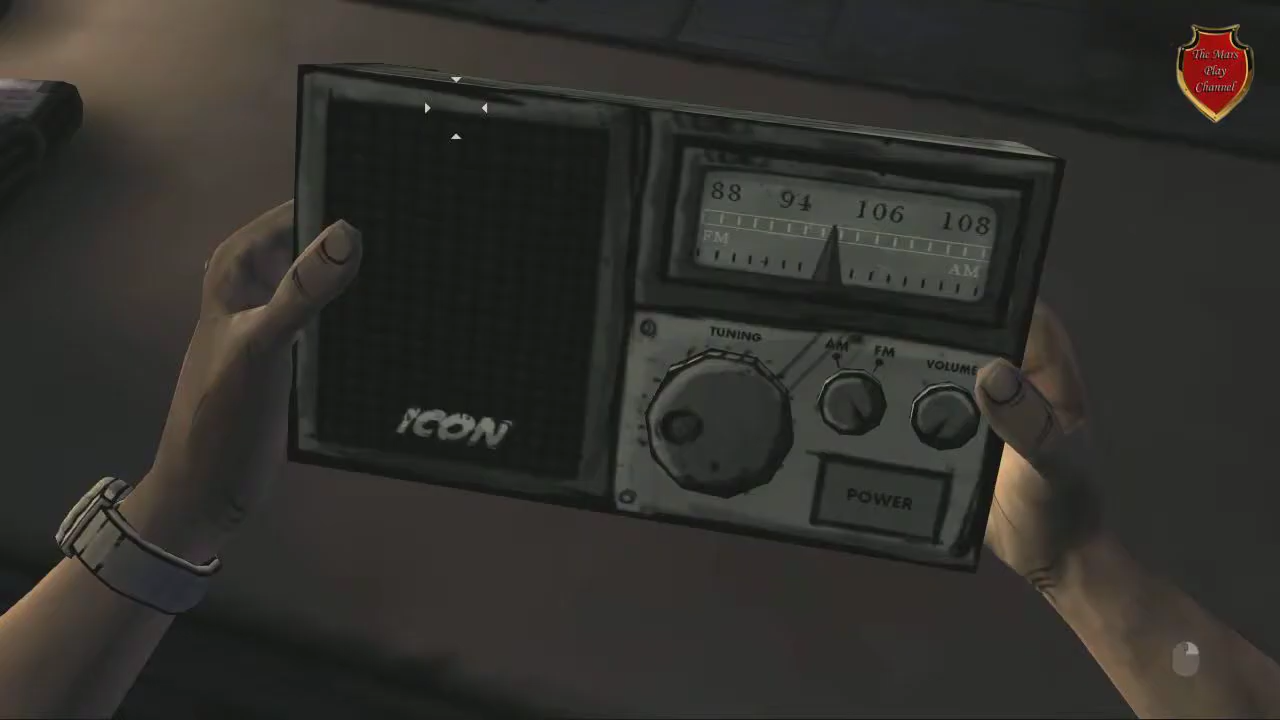 The Mars
Play
Channel
88 94 106 108
FM
AM
TUNING
AM FM VOLUME
ICON
POWER